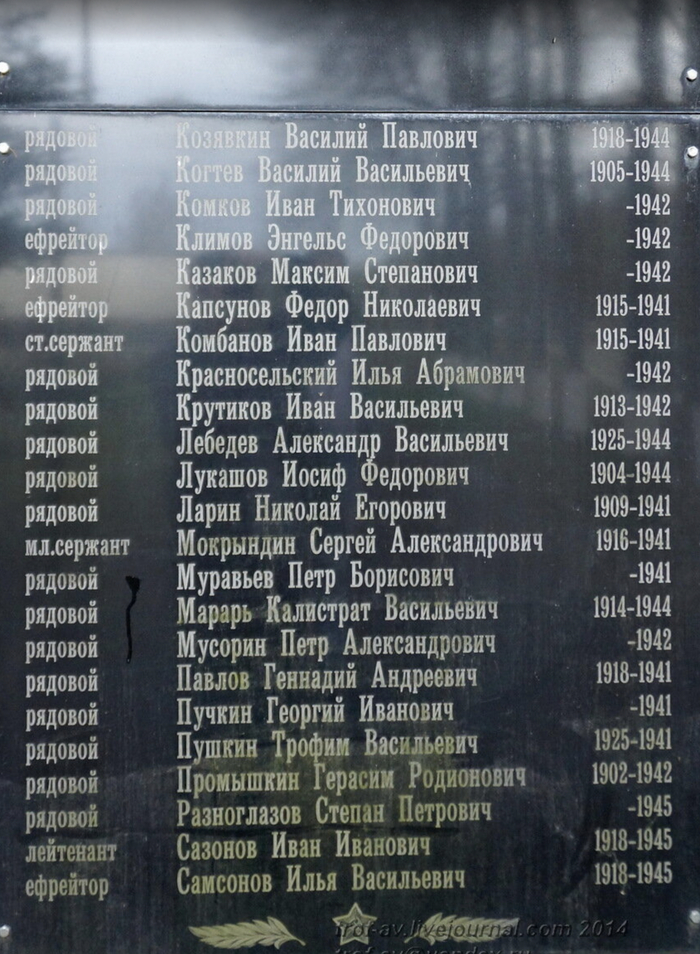 рядовой Козявкин Василий Павлович 1918-1944
рядовой Когтев Василий Васильевич 1905-1944
рядовой Комков Иван Тихонович -1942
ефрейтор Климов Энгельс Федорович -1942
рядовой Казаков Максим Степанович -1942
ефрейтор Капсунов Федор Николаевич 1915-1941
ст.сержант Комбанов Иван Павлович 1915-1941
рядовой Красносельский Илья Абрамович -1942
рядовой Крутиков Иван Васильевич 1913-1942
рядовой Лебедев Александр Васильевич 1925-1944
рядовой Лукашов Иосиф Федорович 1904-1944
рядовой Ларин Николай Егорович 1909-1941
мл.сержант Мокрындин Сергей Александрович 1916-1941
рядовой Муравьев Петр Борисович -1941
рядовой Марарь Калистрат Васильевич 1914-1944
рядовой Мусорин Петр Александрович -1942
рядовой Павлов Геннадий Андреевич 1918-1941
рядовой Пучкин Георгий Иванович -1941
рядовой Пушкин Трофим Васильевич 1925-1941
рядовой Промышкин Герасим Родионович 1902-1942
рядовой Разноглазов Степан Петрович -1945
лейтенант Сазонов Иван Иванович 1918-1945
ефрейтор Самсонов Илья Васильевич 1918-1945
trof-av.livejournal.com 2014
trof-av@yandex.ru